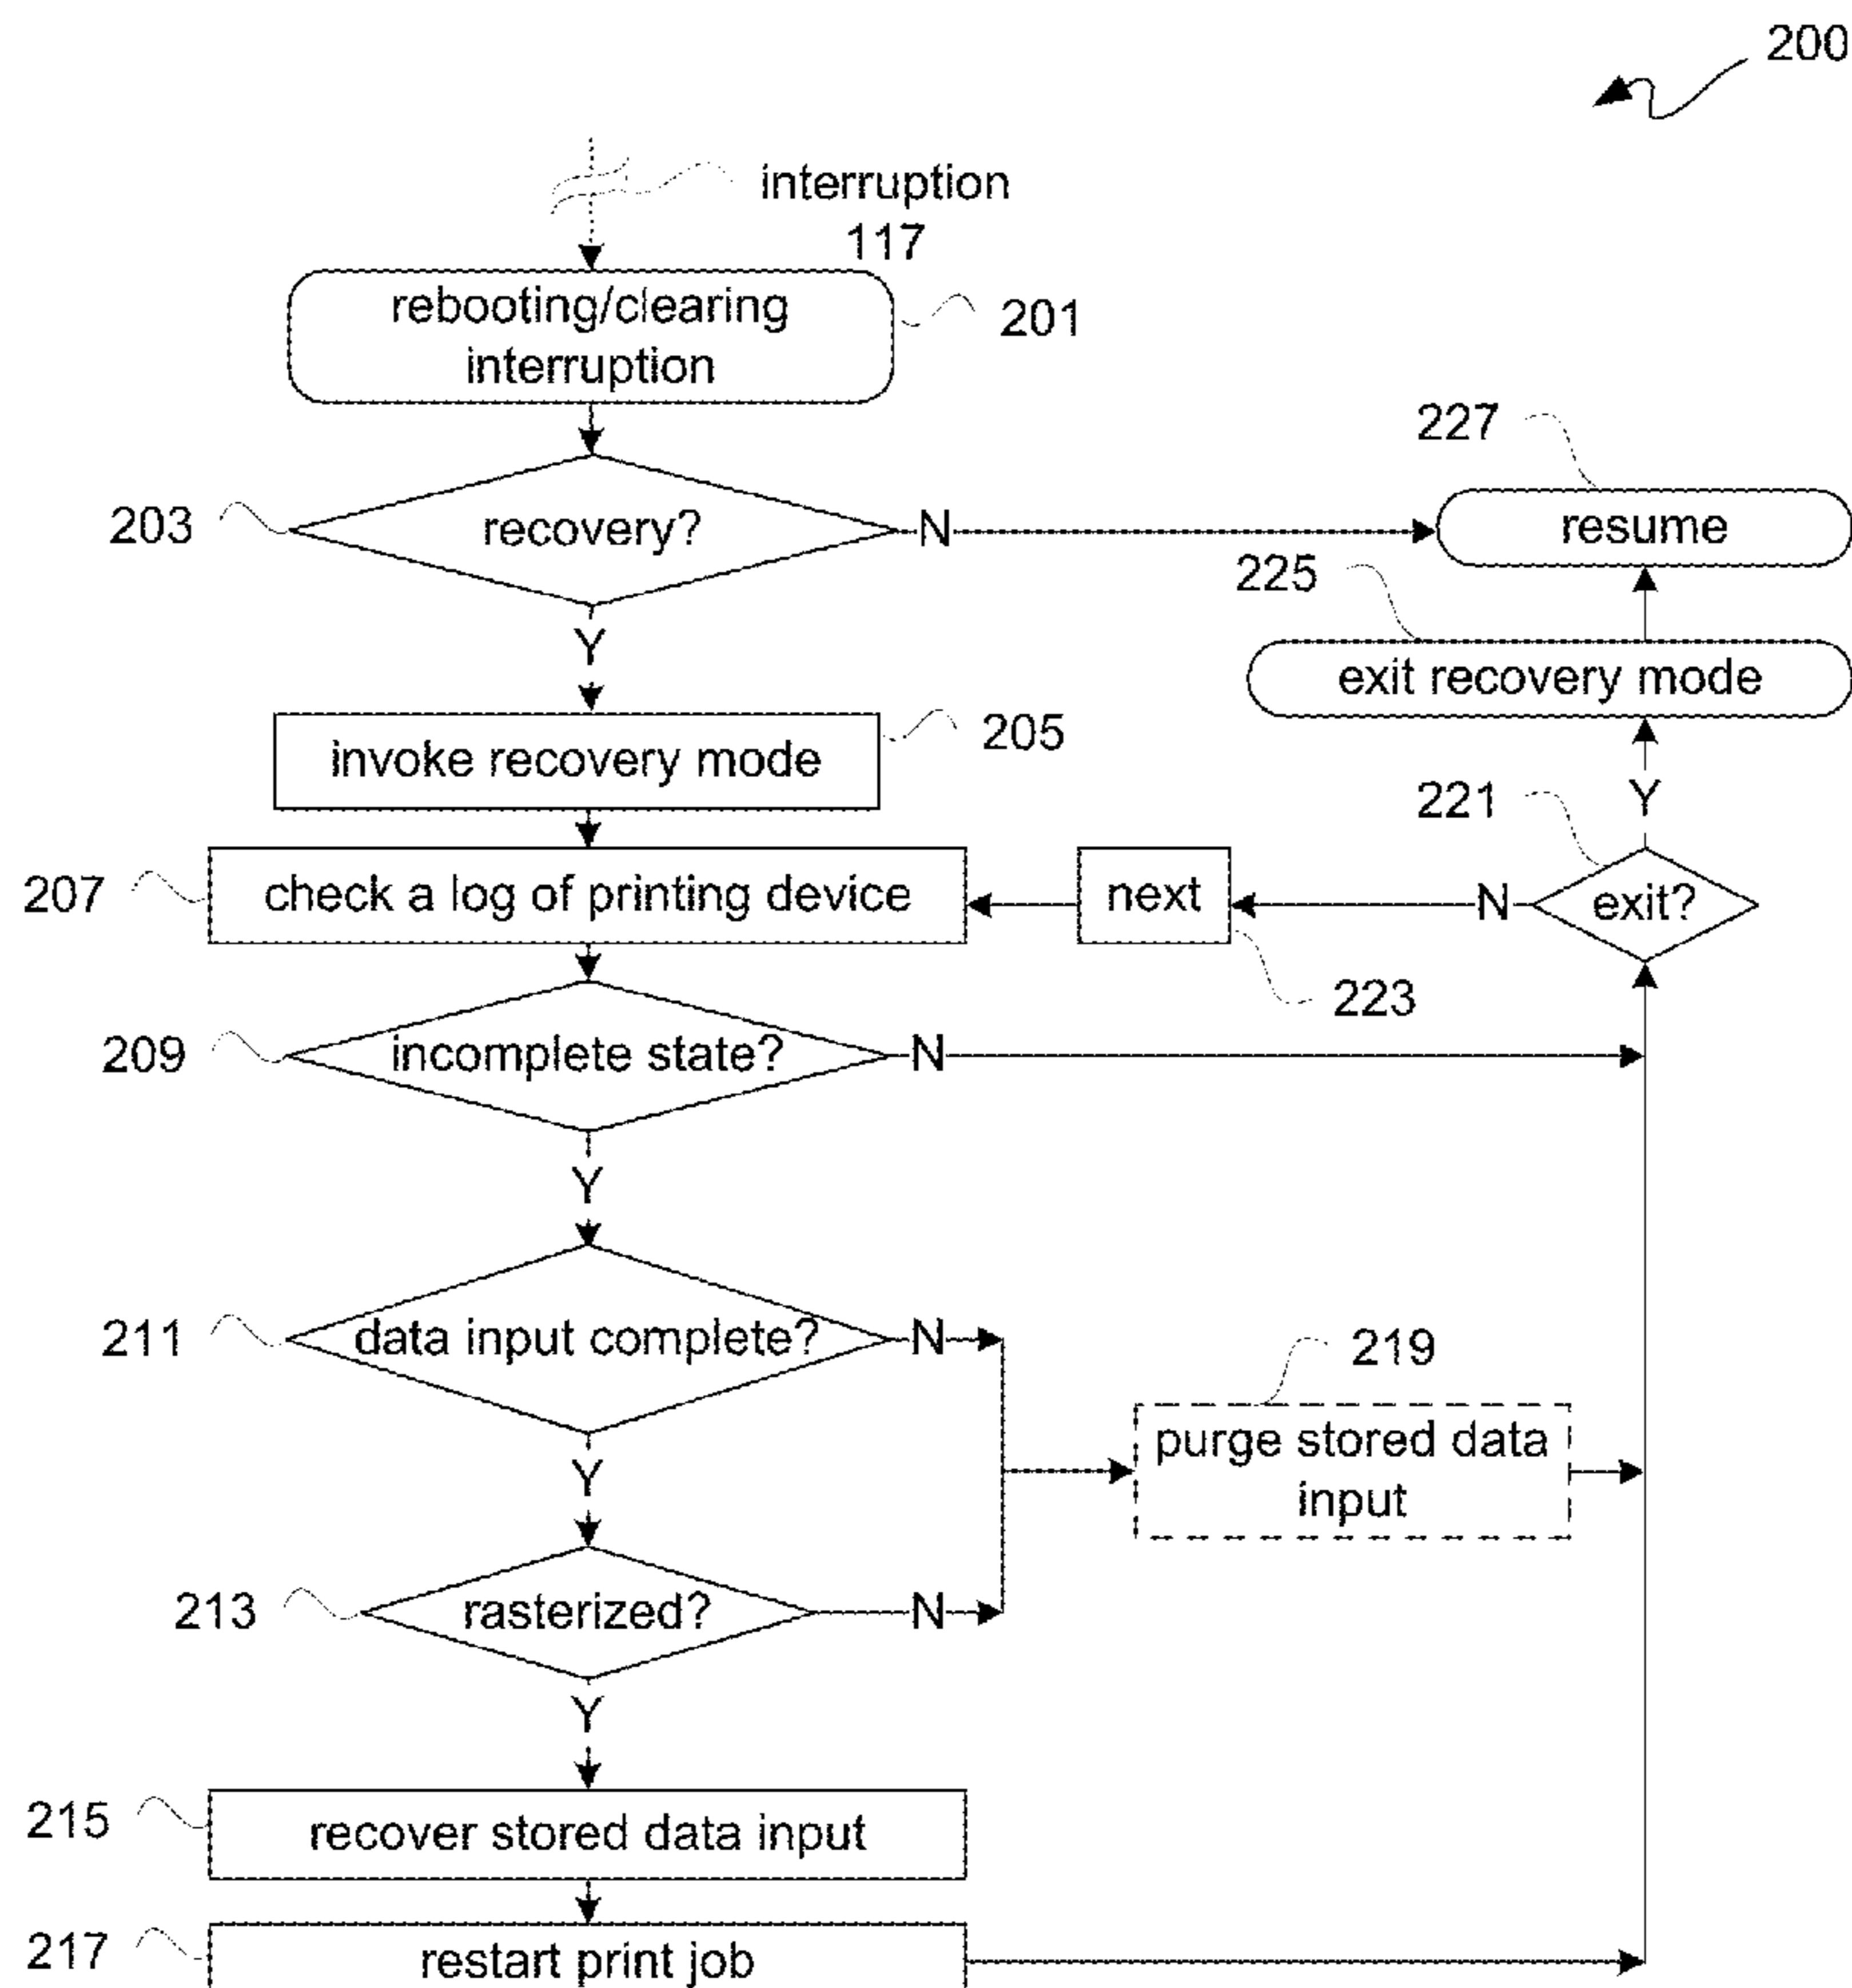 200
interruption
117
rebooting/clearing
interruption
201
227
203
recovery?
N
resume
225
Y
exit recovery mode
invoke recovery mode
205
221
Y
207
check a log of printing device
next
N
exit?
223
209
incomplete state?
N
Y
211
data input complete?
N
219
purge stored data
input
Y
213
rasterized?
N
Y
215
recover stored data input
217
restart print job